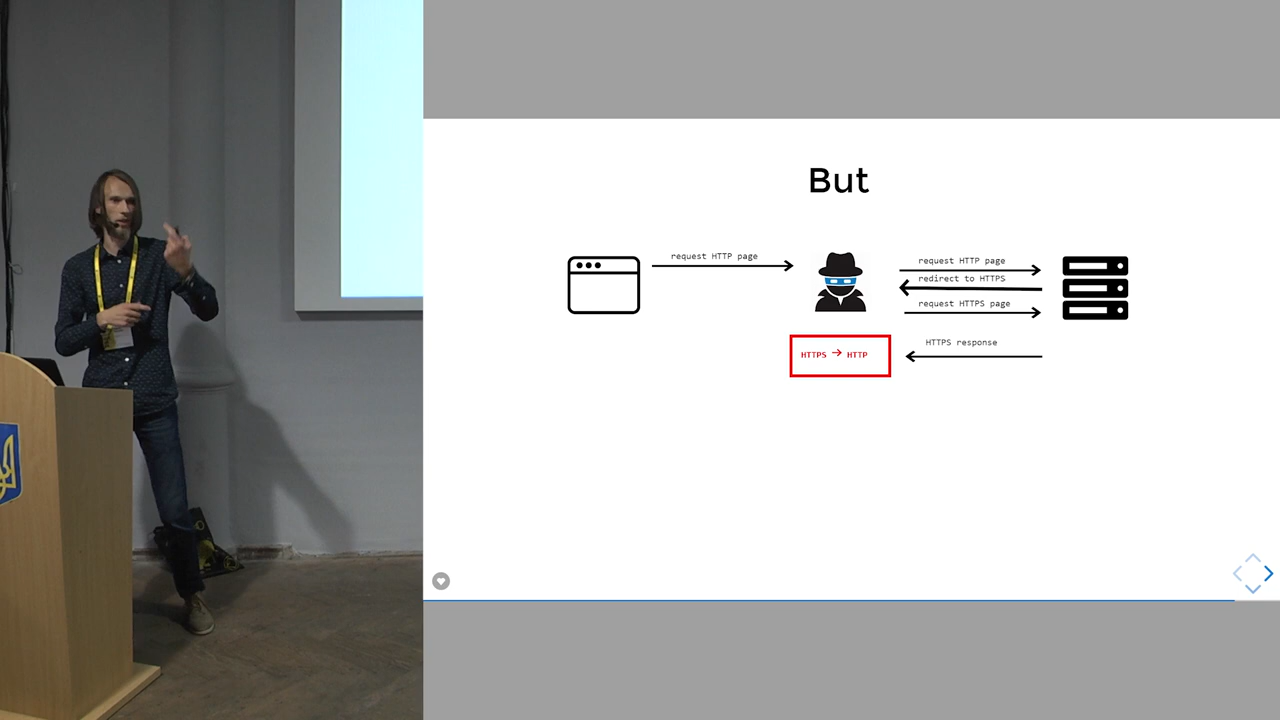 But
request HTTP page
request HTTP page
redirect to HTTPS
request HTTPS page
HTTPS response
HTTPS → HTTP